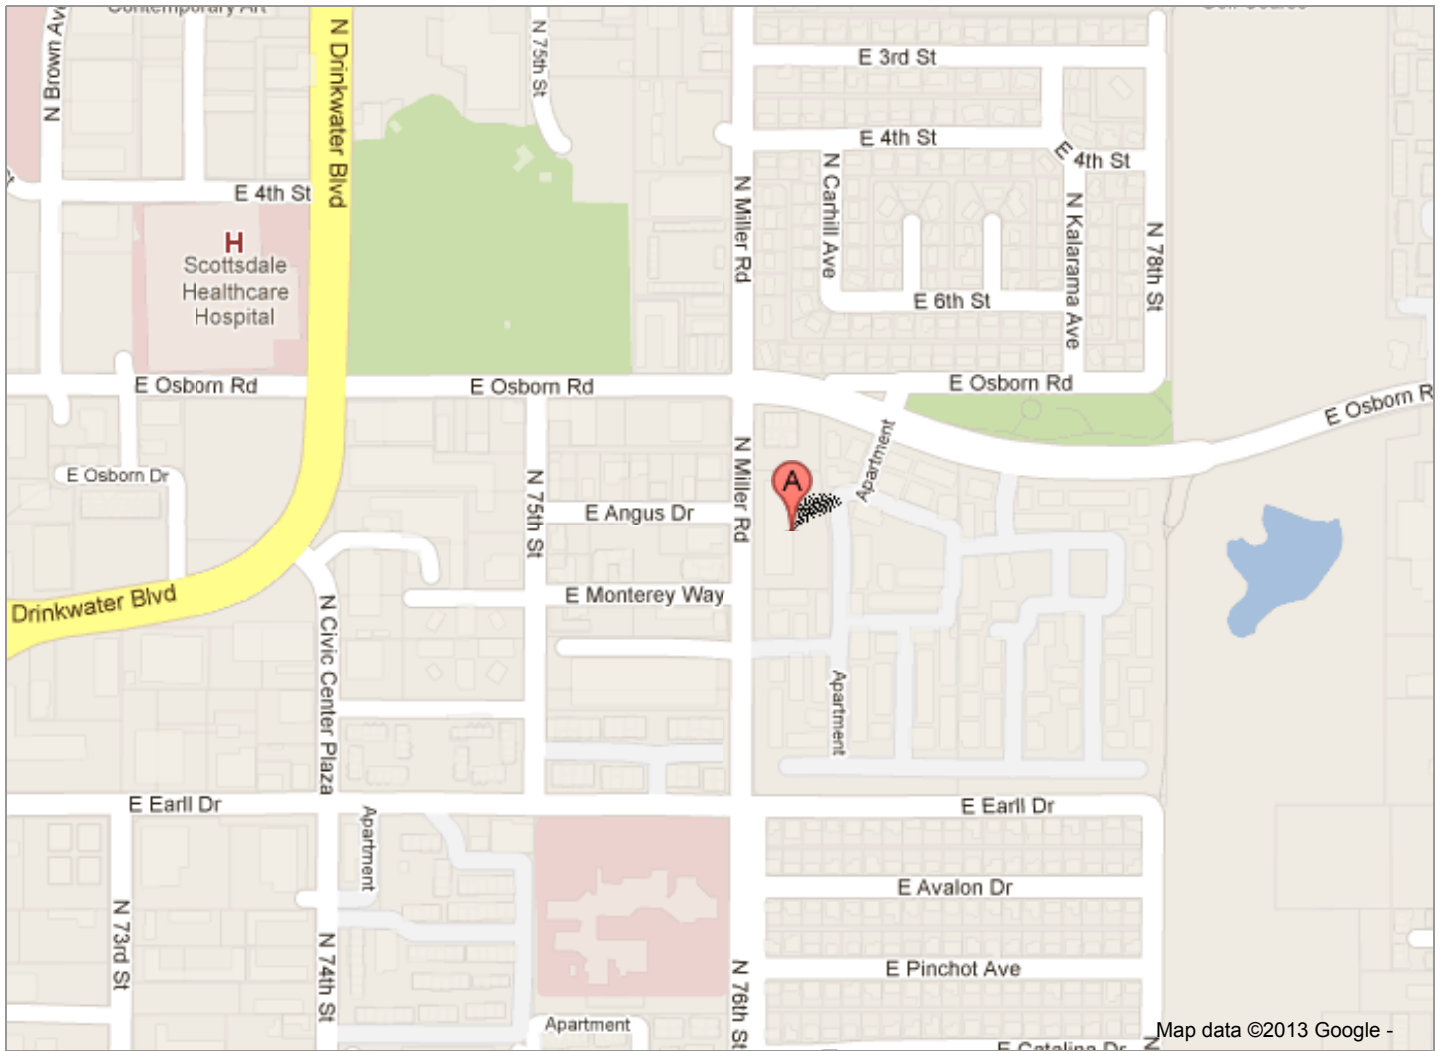 Contemporary Art
N Brown Ave
N Drinkwater Blvd
N 75th St
E 3rd St
E 4th St
E 4th St
E 4th St
N Miller Rd
N Carhill Ave
N Kalarama Ave
N 78th St
H
Scottsdale
Healthcare
Hospital
E 6th St
E Osborn Rd
E Osborn Rd
E Osborn Rd
E Osborn R
E Osborn Dr
N 75th St
N Miller Rd
Apartment
A
E Angus Dr
E Monterey Way
Drinkwater Blvd
N Civic Center Plaza
Apartment
E Earll Dr
E Earll Dr
Apartment
E Avalon Dr
N 73rd St
N 74th St
E Pinchot Ave
N 76th St
Apartment
Map data ©2013 Google -
E Catalina Dr
N